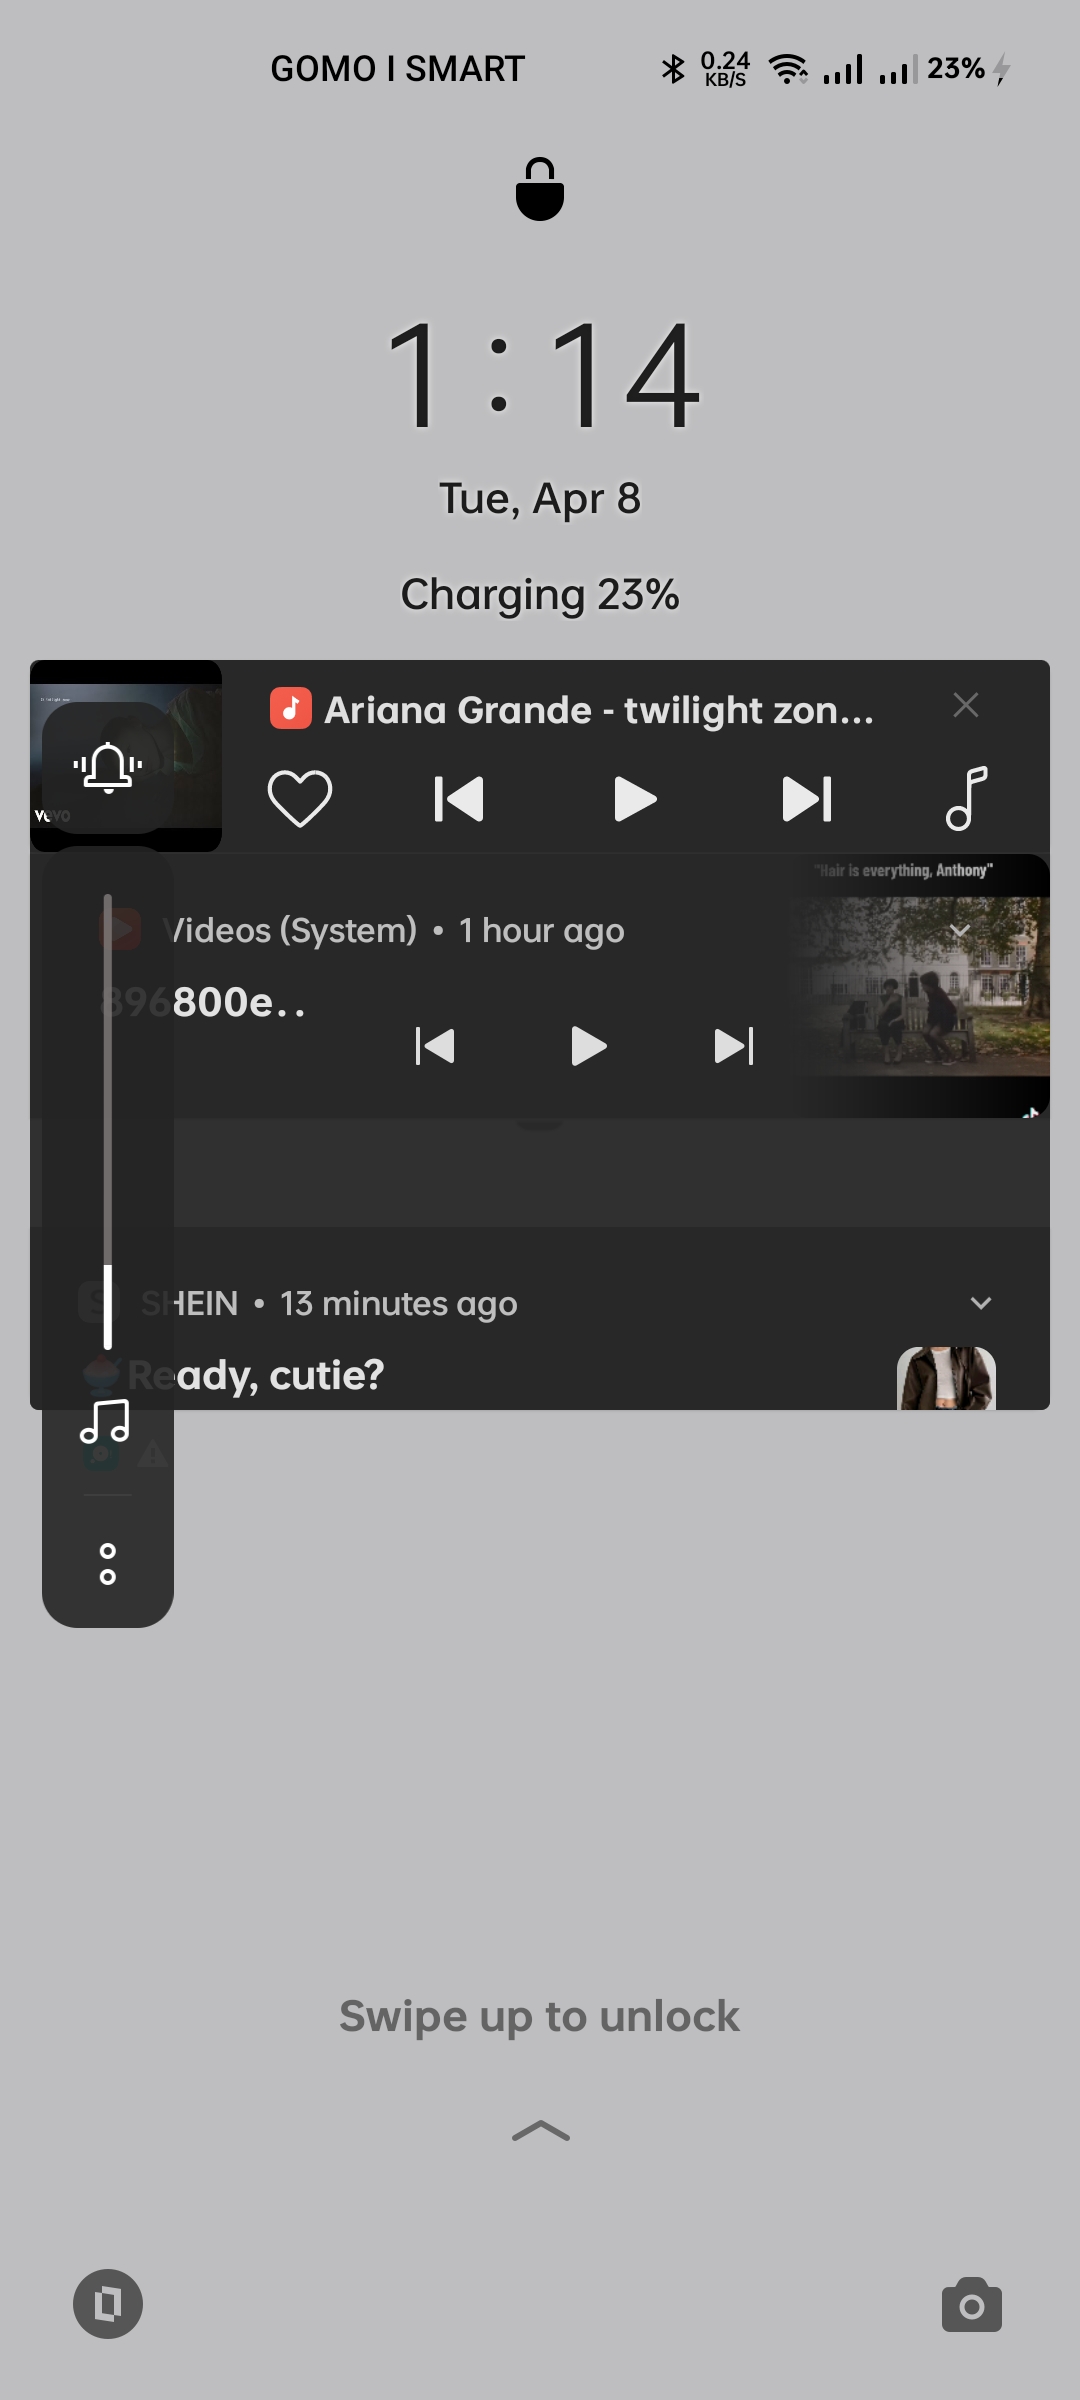 GOMO I SMART
0.24
KB/S
23%
1:14
Tue, Apr 8
Charging 23%
Ariana Grande - twilight zon...
vevo
"Hair is everything, Anthony"
Videos (System) • 1 hour ago
896800e..
SHEIN • 13 minutes ago
Ready, cutie?
Swipe up to unlock